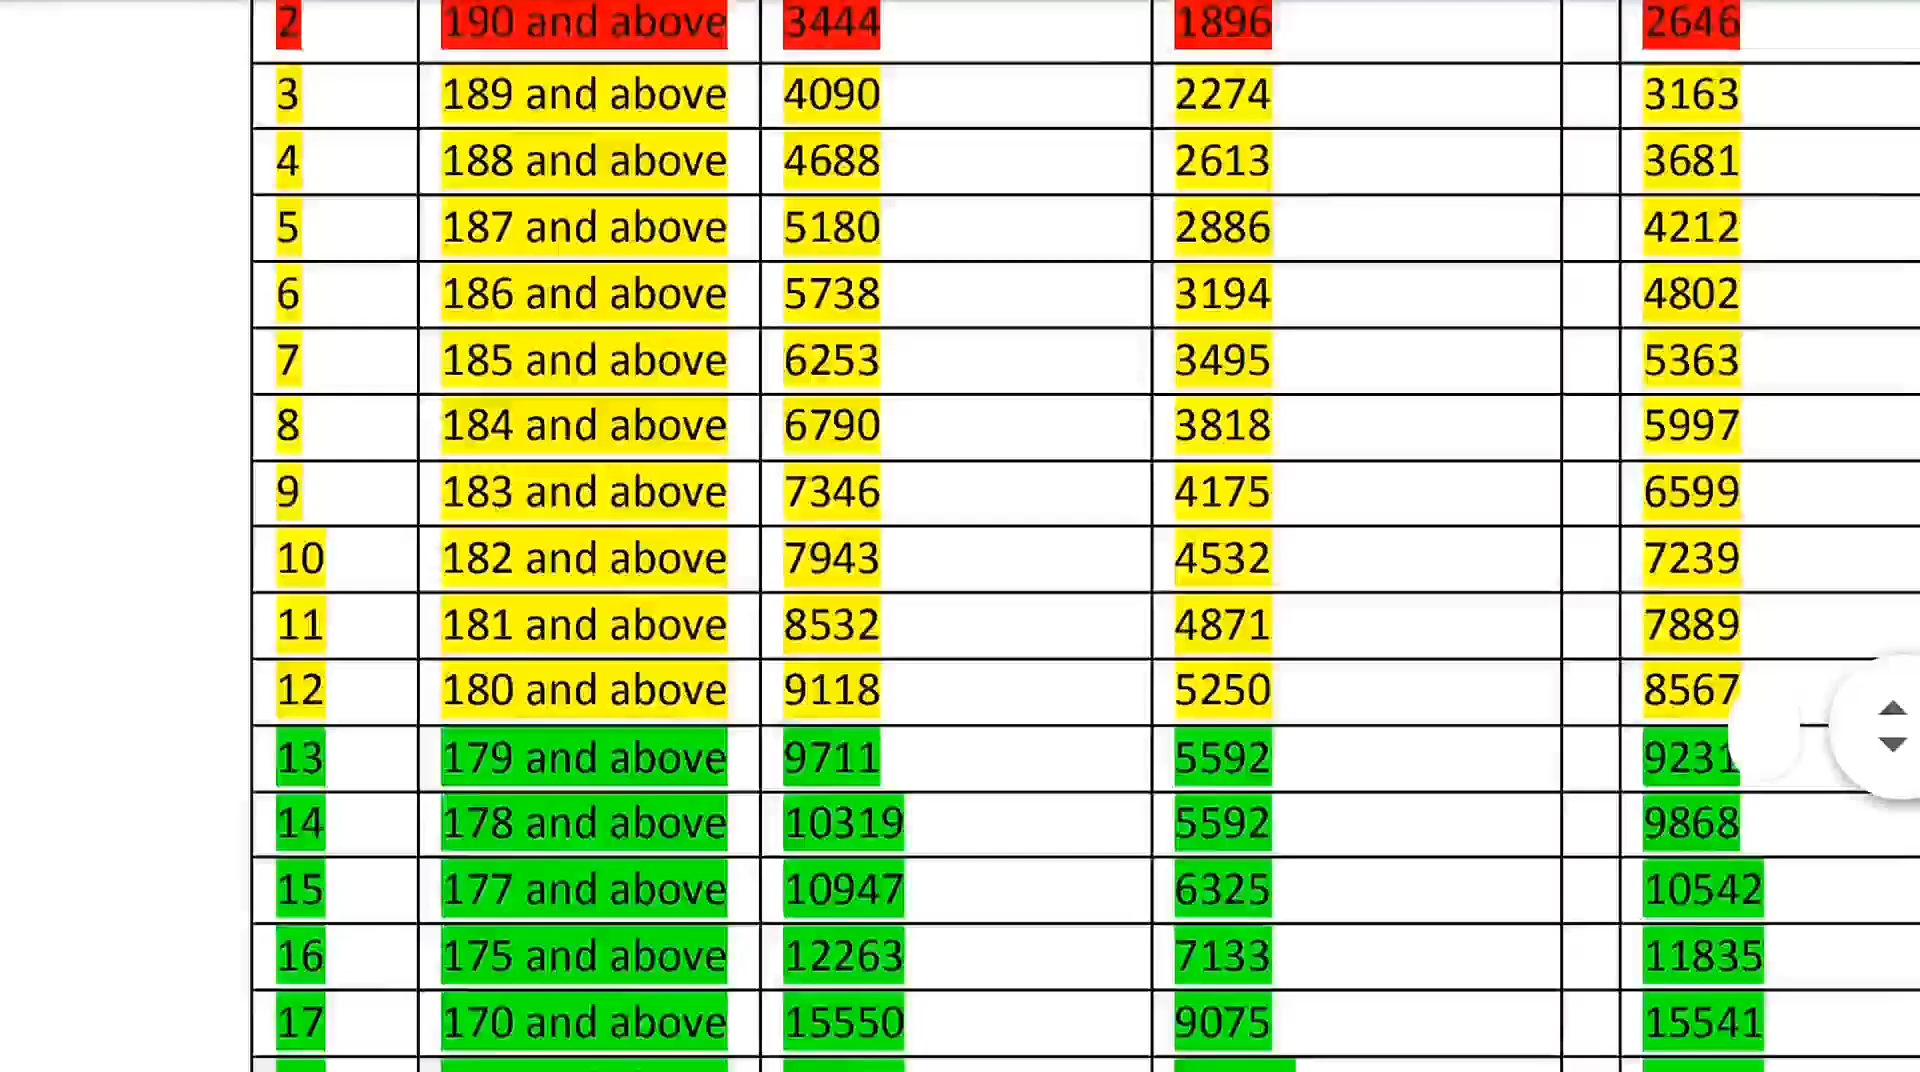 2 190 and above 3444 1896 2646
3 189 and above 4090 2274 3163
4 188 and above 4688 2613 3681
5 187 and above 5180 2886 4212
6 186 and above 5738 3194 4802
7 185 and above 6253 3495 5363
8 184 and above 6790 3818 5997
9 183 and above 7346 4175 6599
10 182 and above 7943 4532 7239
11 181 and above 8532 4871 7889
12 180 and above 9118 5250 8567
13 179 and above 9711 5592 9231
14 178 and above 10319 5592 9868
15 177 and above 10947 6325 10542
16 175 and above 12263 7133 11835
17 170 and above 15550 9075 15541